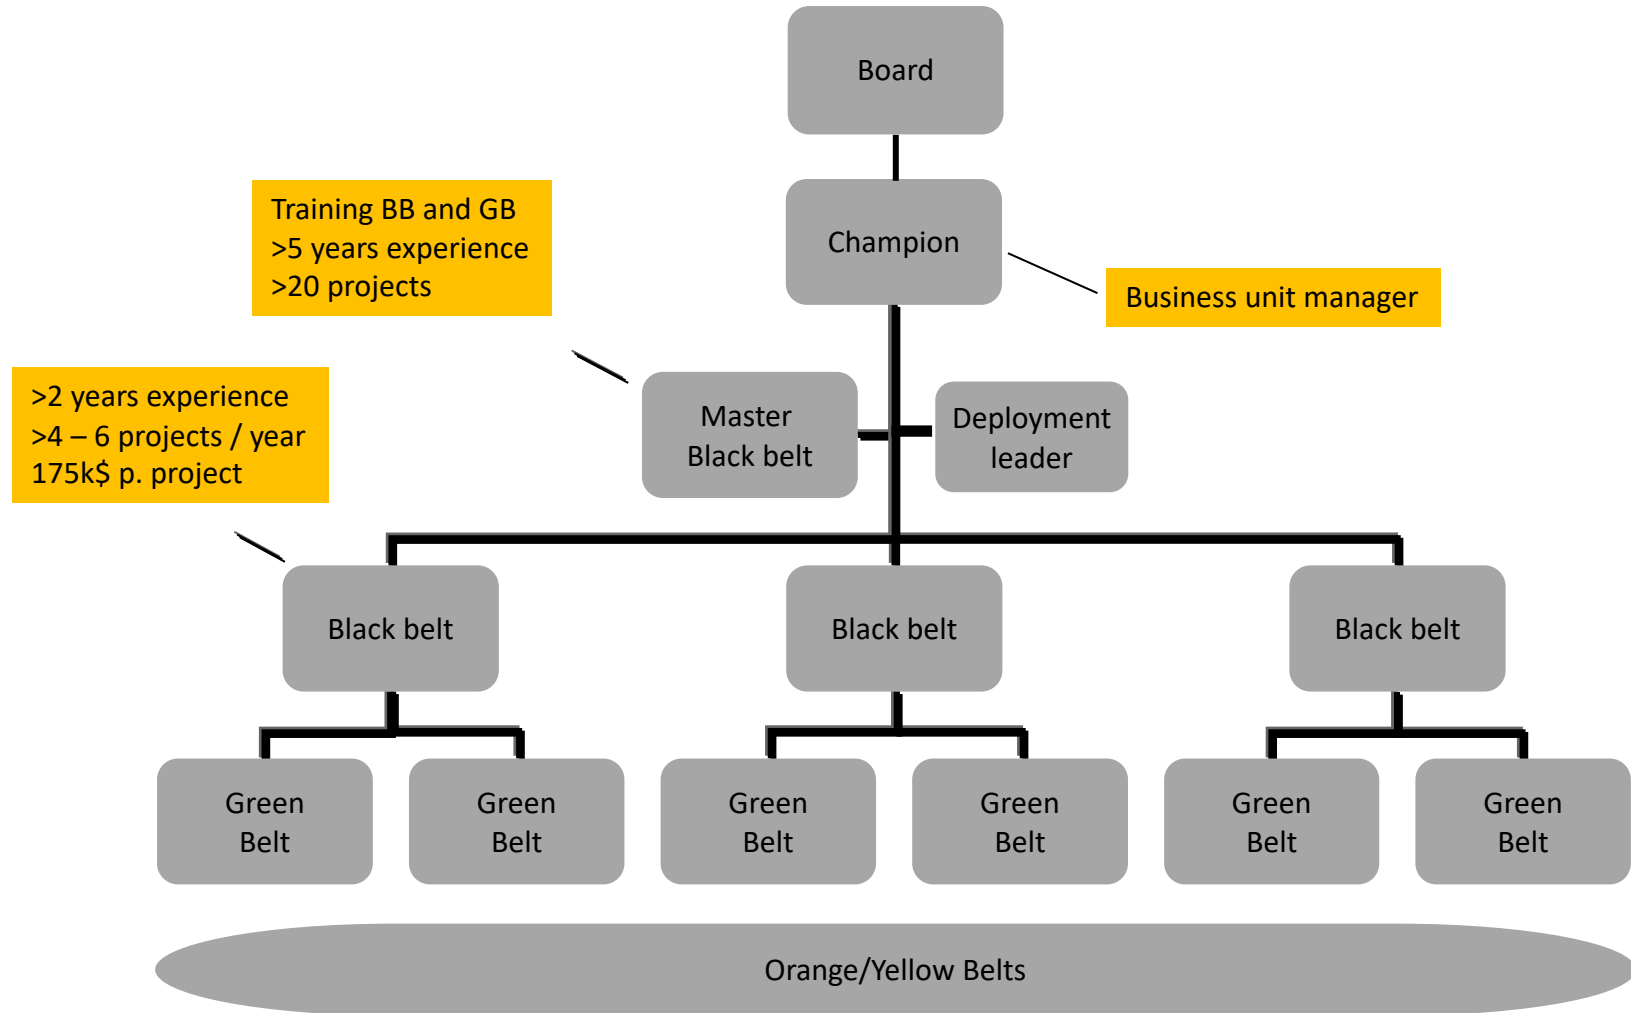 Board
Training BB and GB
>5 years experience
>20 projects
Champion
Business unit manager
>2 years experience
>4 – 6 projects / year
175k$ p. project
Master
Black belt
Deployment
leader
Black belt
Black belt
Black belt
Green
Belt
Green
Belt
Green
Belt
Green
Belt
Green
Belt
Green
Belt
Orange/Yellow Belts